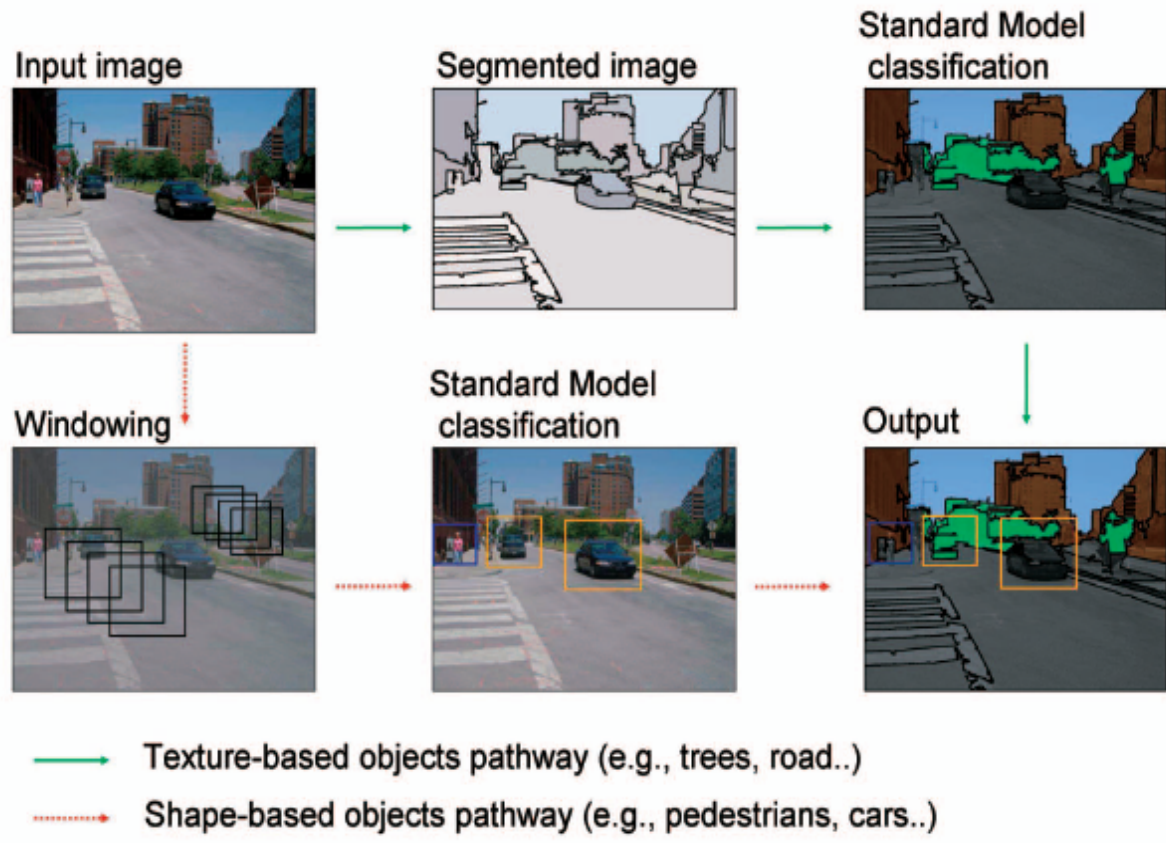 Input image
Segmented image
Standard Model
classification
Windowing
Standard Model
classification
Output
Texture-based objects pathway (e.g., trees, road..)
Shape-based objects pathway (e.g., pedestrians, cars..)